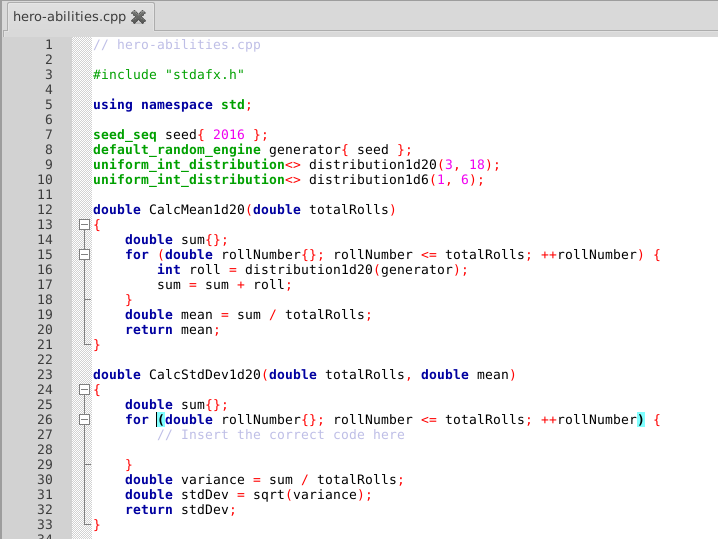 hero-abilities.cpp
1 // hero-abilities.cpp
2
3 #include "stdafx.h"
4
5 using namespace std;
6
7 seed_seq seed{ 2016 };
8 default_random_engine generator{ seed };
9 uniform_int_distribution<> distribution1d20(3, 18);
10 uniform_int_distribution<> distribution1d6(1, 6);
11
12 double CalcMean1d20(double totalRolls)
13 {
14     double sum{};
15     for (double rollNumber{}; rollNumber <= totalRolls; ++rollNumber) {
16         int roll = distribution1d20(generator);
17         sum = sum + roll;
18     }
19     double mean = sum / totalRolls;
20     return mean;
21 }
22
23 double CalcStdDev1d20(double totalRolls, double mean)
24 {
25     double sum{};
26     for (double rollNumber{}; rollNumber <= totalRolls; ++rollNumber) {
27         // Insert the correct code here
28
29     }
30     double variance = sum / totalRolls;
31     double stdDev = sqrt(variance);
32     return stdDev;
33 }
34